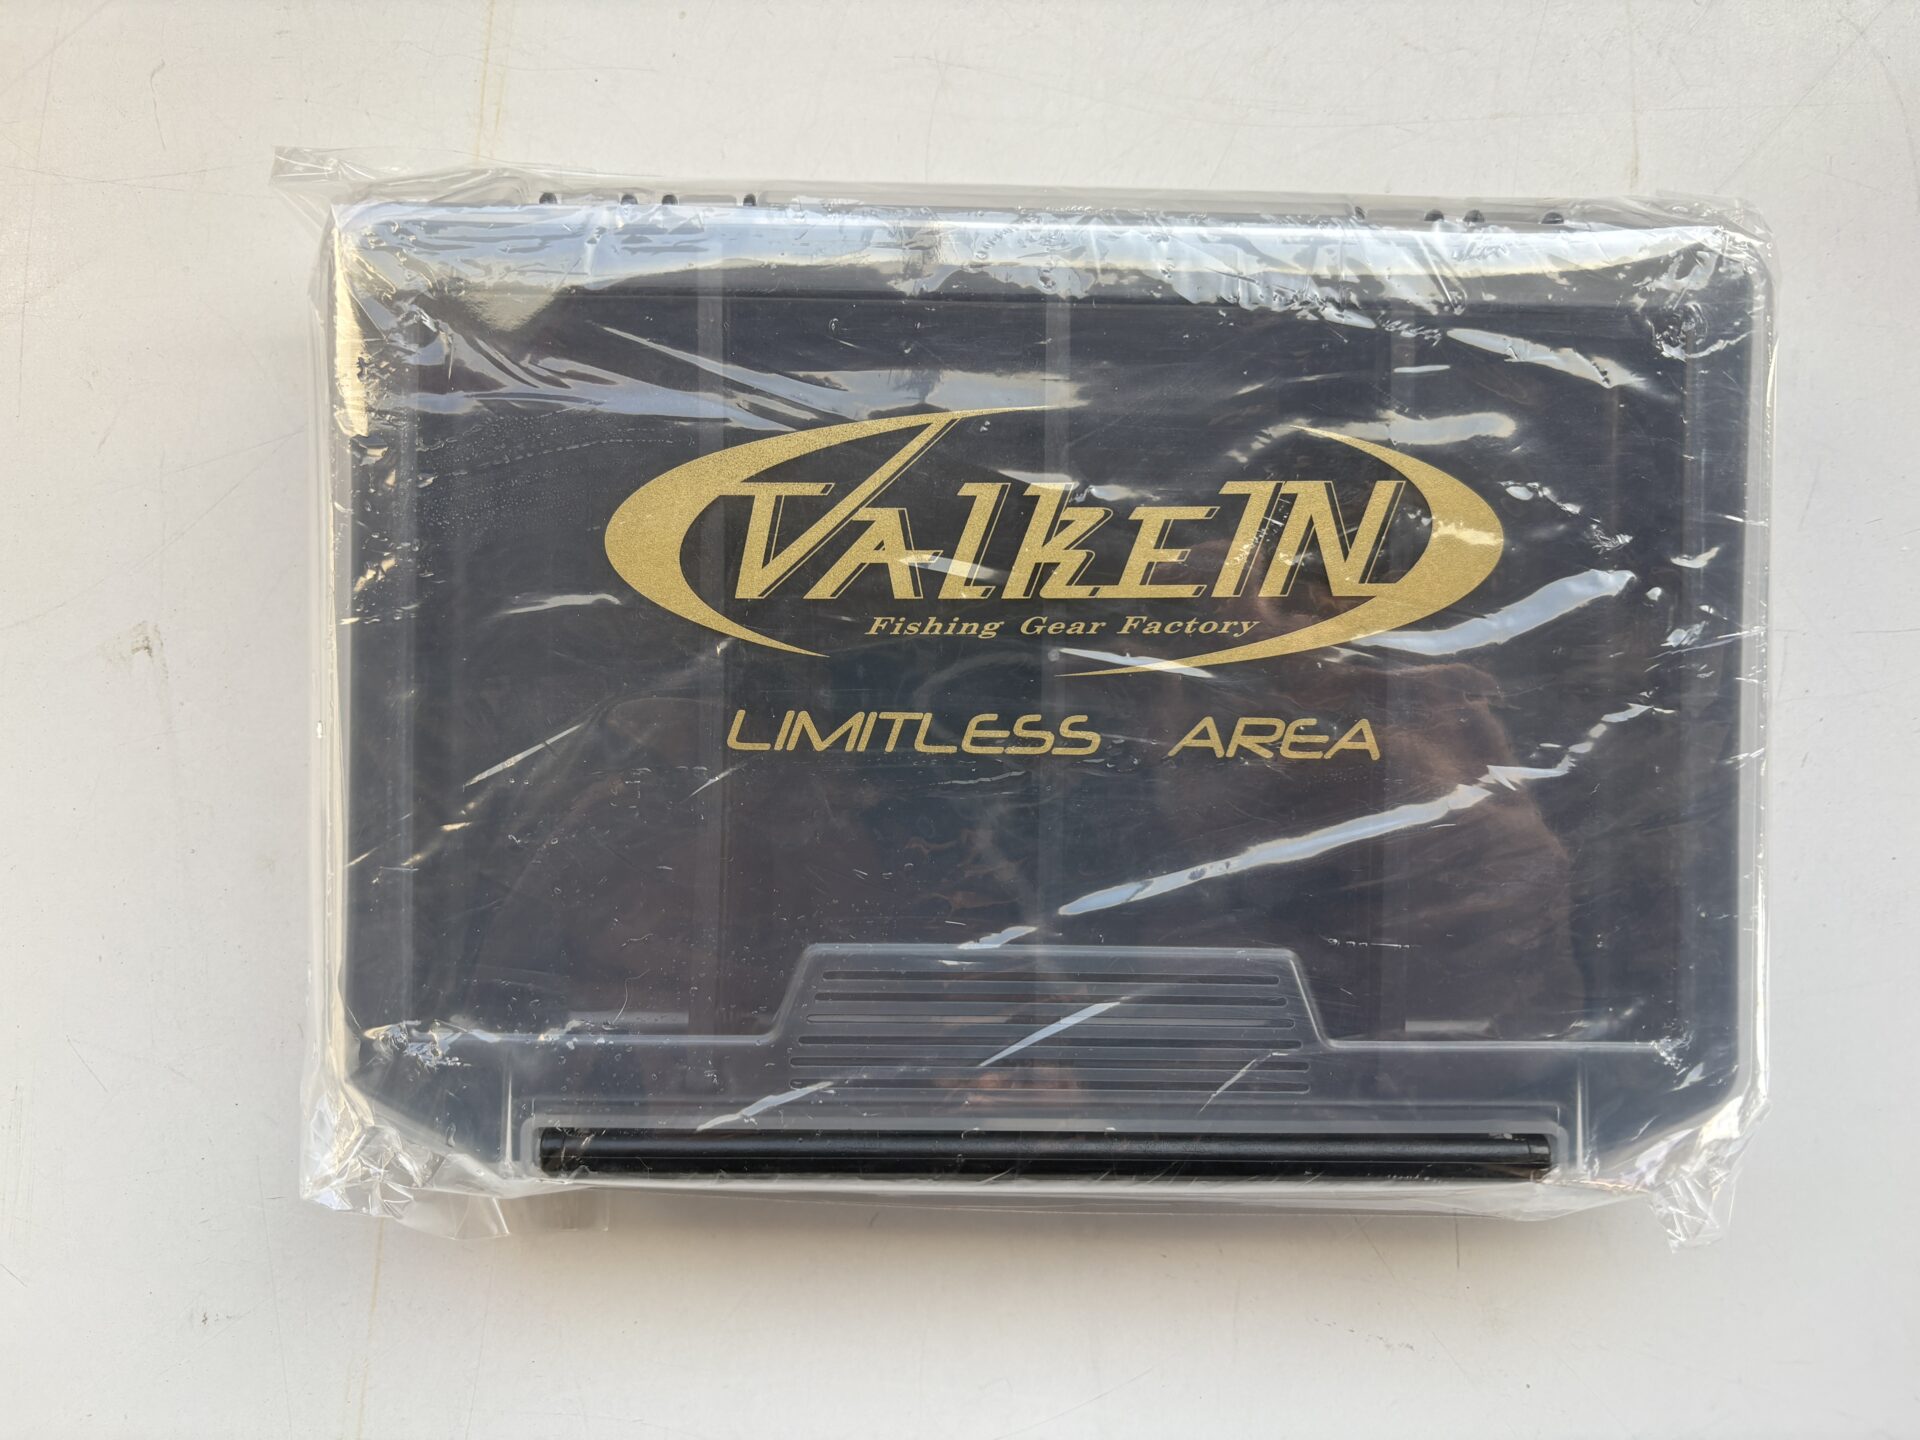 ValkeIN
Fishing Gear Factory
LIMITLESS AREA